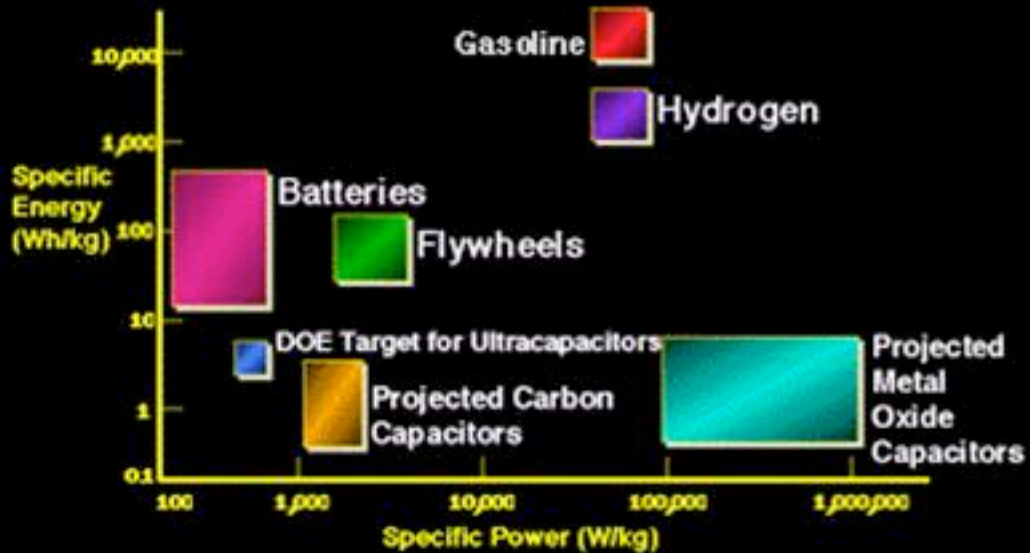 Gasoline
10,000
Hydrogen
1,000
Specific
Energy
(Wh/kg)
Batteries
100
Flywheels
10
DOE Target for Ultracapacitors
Projected
Metal
Oxide
Capacitors
Projected Carbon
Capacitors
1
0.1
100
1,000
10,000
100,000
1,000,000
Specific Power (W/kg)